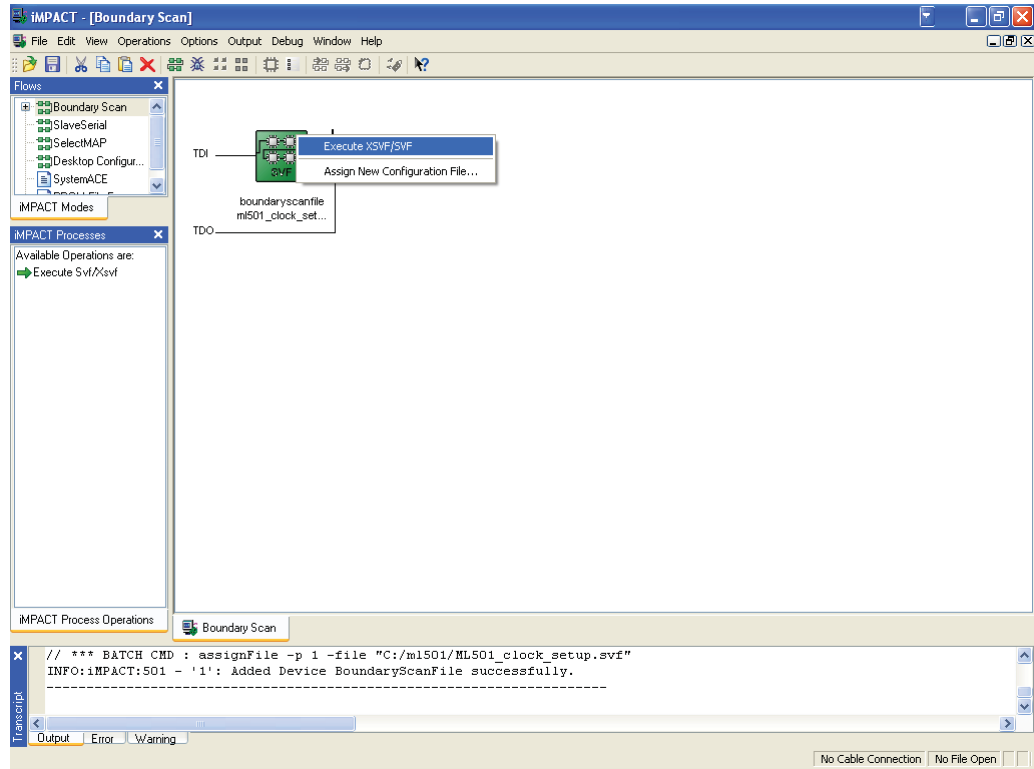 iMPACT - [Boundary Scan]
File Edit View Operations Options Output Debug Window Help
Flows
Boundary Scan
SlaveSerial
SelectMAP
Desktop Configur...
SystemACE
iMPACT Modes
iMPACT Processes
Available Operations are:
Execute Svf/Xsvf
iMPACT Process Operations
TDI
SVF
Execute XSVF/SVF
Assign New Configuration File...
boundaryscanfile
ml501_clock_set...
TDO
Boundary Scan
// *** BATCH CMD : assignFile -p 1 -file "C:/ml501/ML501_clock_setup.svf"
INFO:iMPACT:501 - '1': Added Device BoundaryScanFile successfully.
----------------------------------------------------------------------
Transcript
Output Error Warning
No Cable Connection No File Open